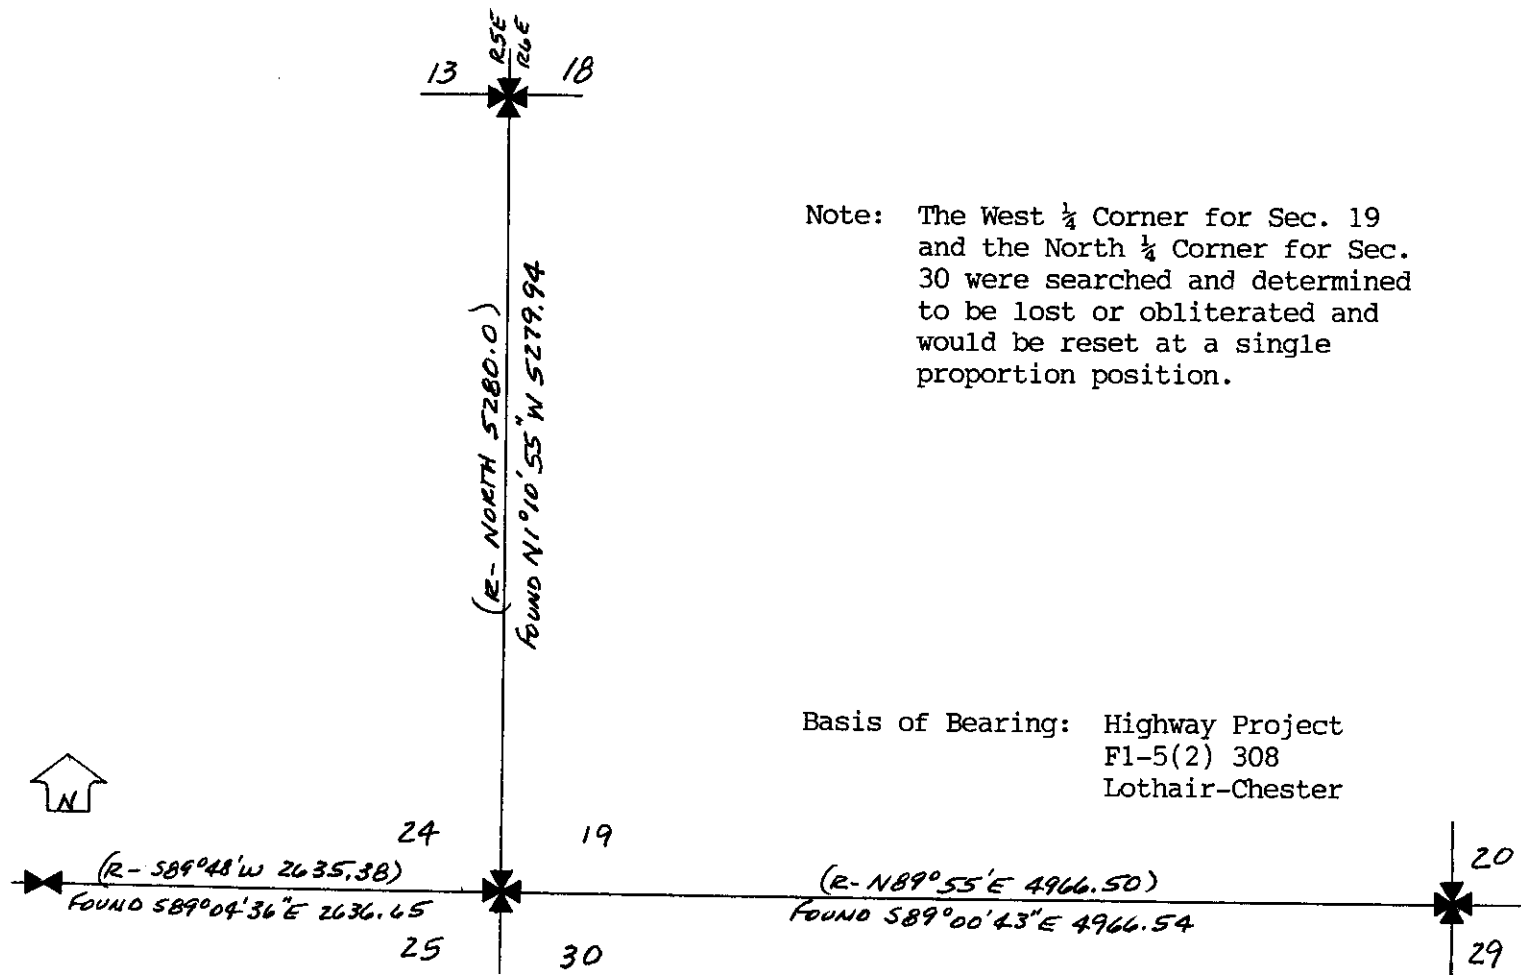 R5E
R6E
13
18
Note: The West ¼ Corner for Sec. 19
and the North ¼ Corner for Sec.
30 were searched and determined
to be lost or obliterated and
would be reset at a single
proportion position.
(R- NORTH 5280.0)
FOUND N1°10'55"W 5279.94
Basis of Bearing: Highway Project
F1-5(2) 308
Lothair-Chester
N
24
19
20
(R- S89°48'W 2635.38)
FOUND S89°04'36"E 2636.65
(R- N89°55'E 4966.50)
FOUND S89°00'43"E 4966.54
25
30
29